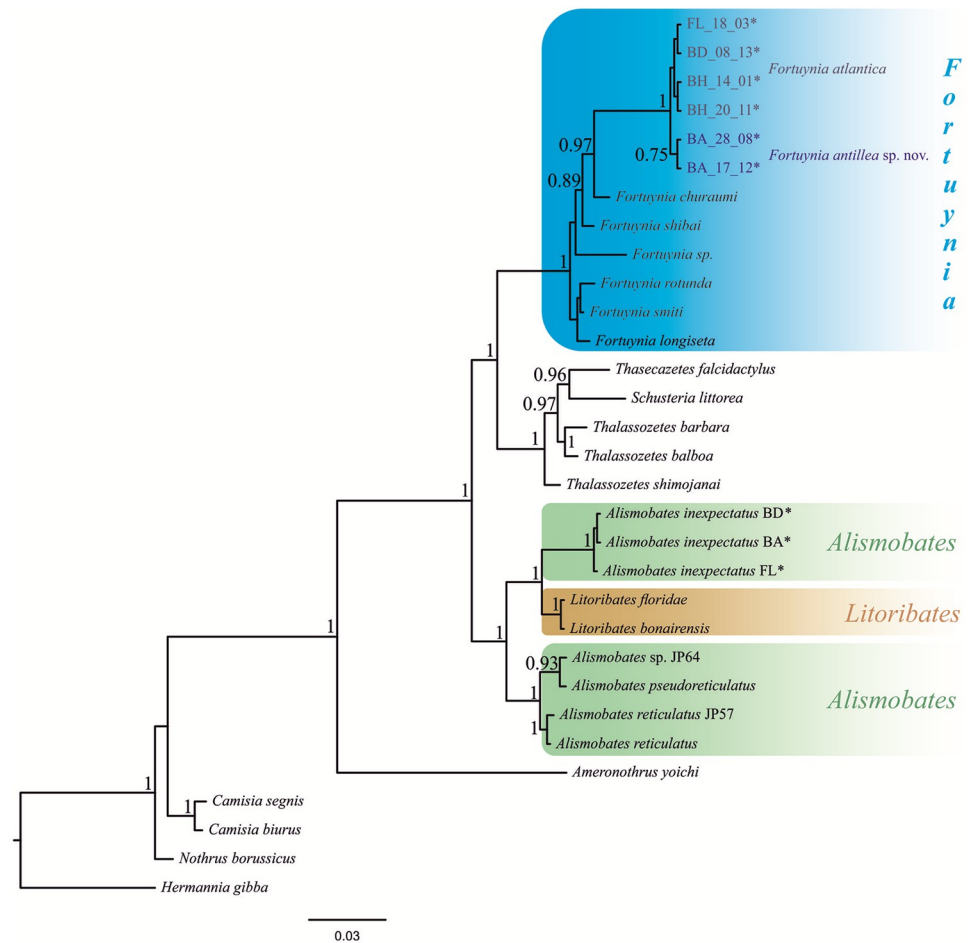 FL_18_03*
BD_08_13*
Fortuynia atlantica
BH_14_01*
1
BH_20_11*
BA_28_08*
0.97
0.75
Fortuynia antillea sp. nov.
BA_17_12*
0.89
Fortuynia churaumi
Fortuynia shibai
Fortuynia sp.
1
Fortuynia rotunda
Fortuynia smiti
Fortuynia longiseta
Fortuynia
1
Thasecazetes falcidactylus
0.96
Schusteria littorea
0.97
Thalassozetes barbara
1
1
Thalassozetes balboa
Thalassozetes shimojanai
1
Alismobates inexpectatus BD*
1
Alismobates inexpectatus BA*
Alismobates
Alismobates inexpectatus FL*
1
Litoribates floridae
1
Litoribates
Litoribates bonairensis
1
1
Alismobates sp. JP64
0.93
Alismobates pseudoreticulatus
1
Alismobates
Alismobates reticulatus JP57
1
Alismobates reticulatus
Ameronothrus yoichi
1
Camisia segnis
1
Camisia biurus
Nothrus borussicus
Hermannia gibba
0.03